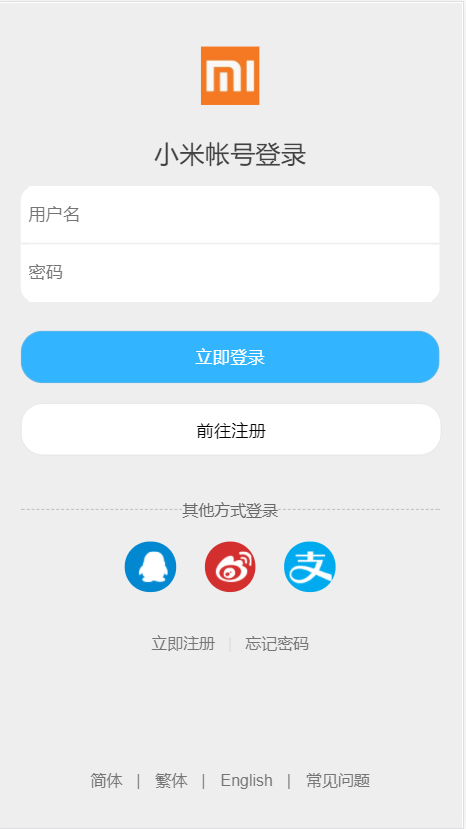 mi
小米帐号登录
用户名
密码
立即登录
前往注册
其他方式登录
支
立即注册 | 忘记密码
简体 | 繁体 | English | 常见问题